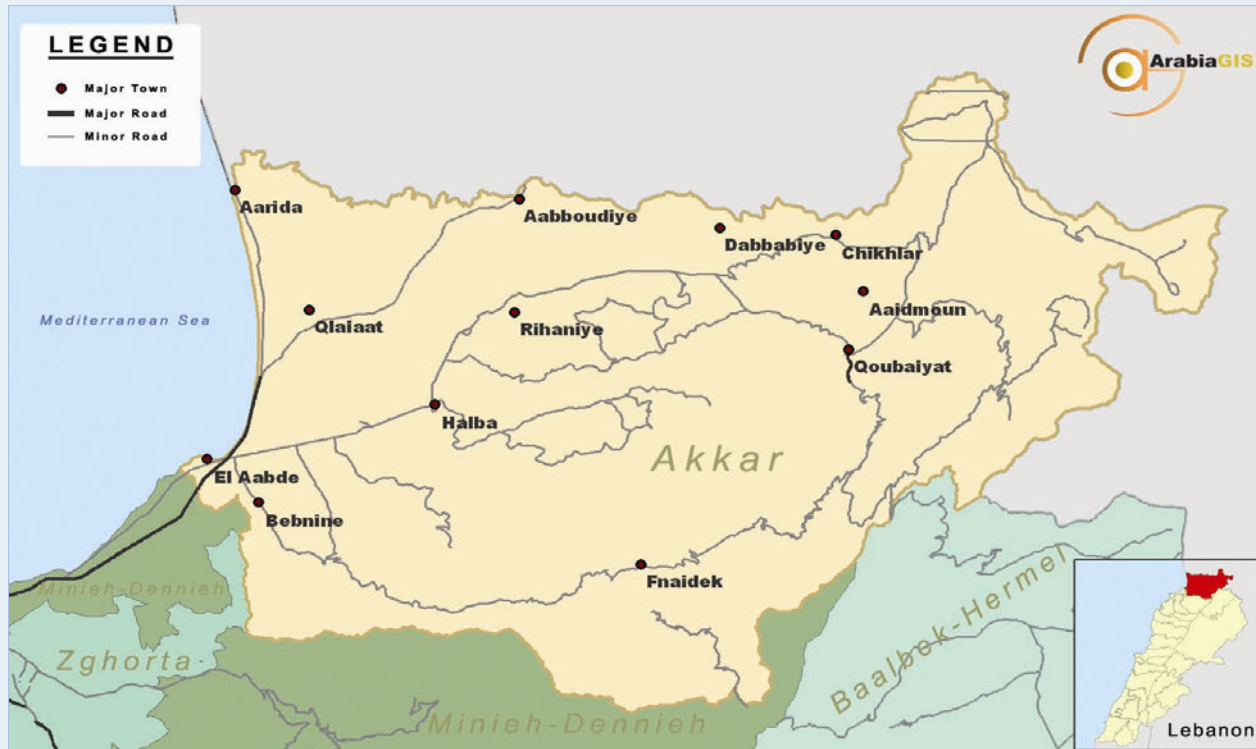 LEGEND
Major Town
Major Road
Minor Road
ArabiaGIS
Aarida
Aabboudiye
Dabbabiye
Chikhlar
Aaidmoun
Mediterranean Sea
Qlaiaat
Rihaniye
Qoubaiyat
Halba
Akkar
El Aabde
Bebnine
Fnaidek
Minieh-Dennieh
Baalbek-Hermel
Zghorta
Minieh-Dennieh
Lebanon